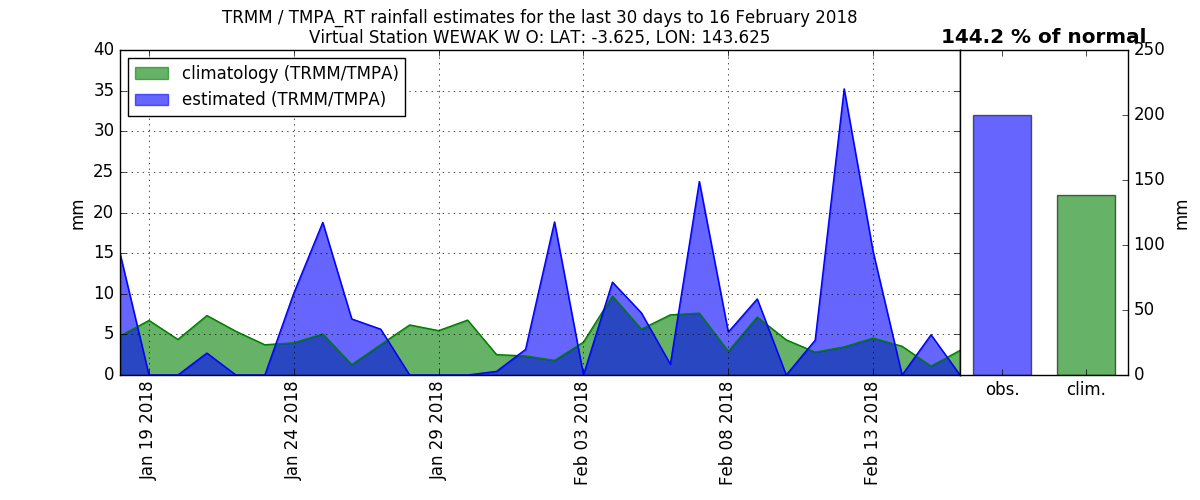 TRMM / TMPA_RT rainfall estimates for the last 30 days to 16 February 2018
Virtual Station WEWAK W O: LAT: -3.625, LON: 143.625
144.2 % of normal
climatology (TRMM/TMPA)
estimated (TRMM/TMPA)
mm
40
35
30
25
20
15
10
5
0
Jan 19 2018
Jan 24 2018
Jan 29 2018
Feb 03 2018
Feb 08 2018
Feb 13 2018
250
200
150
100
50
0
mm
obs.
clim.